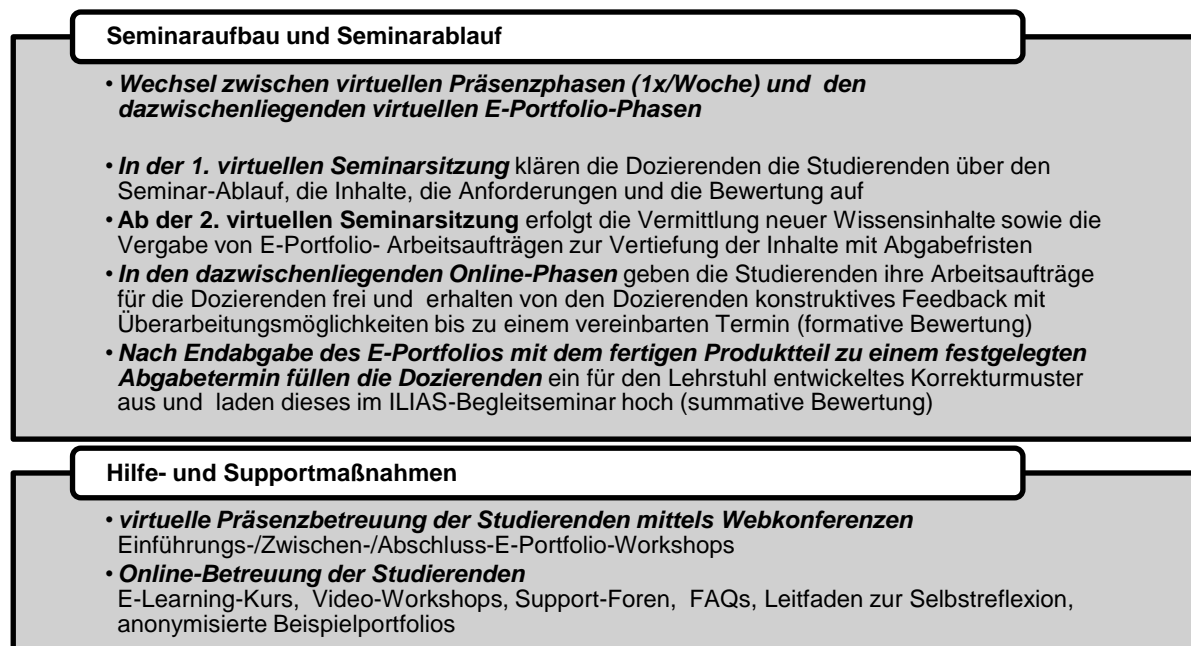 Seminaraufbau und Seminarablauf
• Wechsel zwischen virtuellen Präsenzphasen (1x/Woche) und den
dazwischenliegenden virtuellen E-Portfolio-Phasen
• In der 1. virtuellen Seminarsitzung klären die Dozierenden die Studierenden über den
Seminar-Ablauf, die Inhalte, die Anforderungen und die Bewertung auf
• Ab der 2. virtuellen Seminarsitzung erfolgt die Vermittlung neuer Wissensinhalte sowie die
Vergabe von E-Portfolio- Arbeitsaufträgen zur Vertiefung der Inhalte mit Abgabefristen
• In den dazwischenliegenden Online-Phasen geben die Studierenden ihre Arbeitsaufträge
für die Dozierenden frei und erhalten von den Dozierenden konstruktives Feedback mit
Überarbeitungsmöglichkeiten bis zu einem vereinbarten Termin (formative Bewertung)
• Nach Endabgabe des E-Portfolios mit dem fertigen Produktteil zu einem festgelegten
Abgabetermin füllen die Dozierenden ein für den Lehrstuhl entwickeltes Korrekturmuster
aus und laden dieses im ILIAS-Begleitseminar hoch (summative Bewertung)
Hilfe- und Supportmaßnahmen
• virtuelle Präsenzbetreuung der Studierenden mittels Webkonferenzen
Einführungs-/Zwischen-/Abschluss-E-Portfolio-Workshops
• Online-Betreuung der Studierenden
E-Learning-Kurs, Video-Workshops, Support-Foren, FAQs, Leitfaden zur Selbstreflexion,
anonymisierte Beispielportfolios